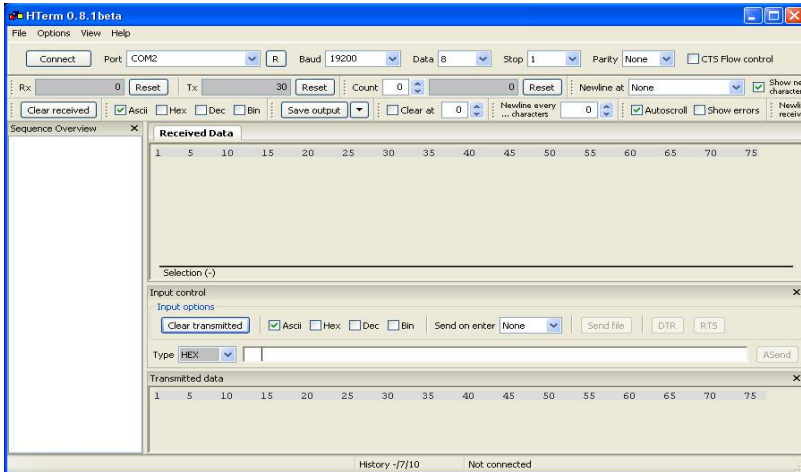 HTerm 0.8.1beta
File Options View Help
Connect Port COM2 R Baud 19200 Data 8 Stop 1 Parity None CTS Flow control
Rx 0 Reset Tx 30 Reset Count 0 0 Reset Newline at None Show
Clear received Ascii Hex Dec Bin Save output Clear at 0 Newline every ... characters 0 Autoscroll Show errors
Sequence Overview
Received Data
1 5 10 15 20 25 30 35 40 45 50 55 60 65 70 75
Selection (-)
Input control
Input options
Clear transmitted Ascii Hex Dec Bin Send on enter None Send file DTR RTS
Type HEX ASend
Transmitted data
1 5 10 15 20 25 30 35 40 45 50 55 60 65 70 75
History -/7/10 Not connected